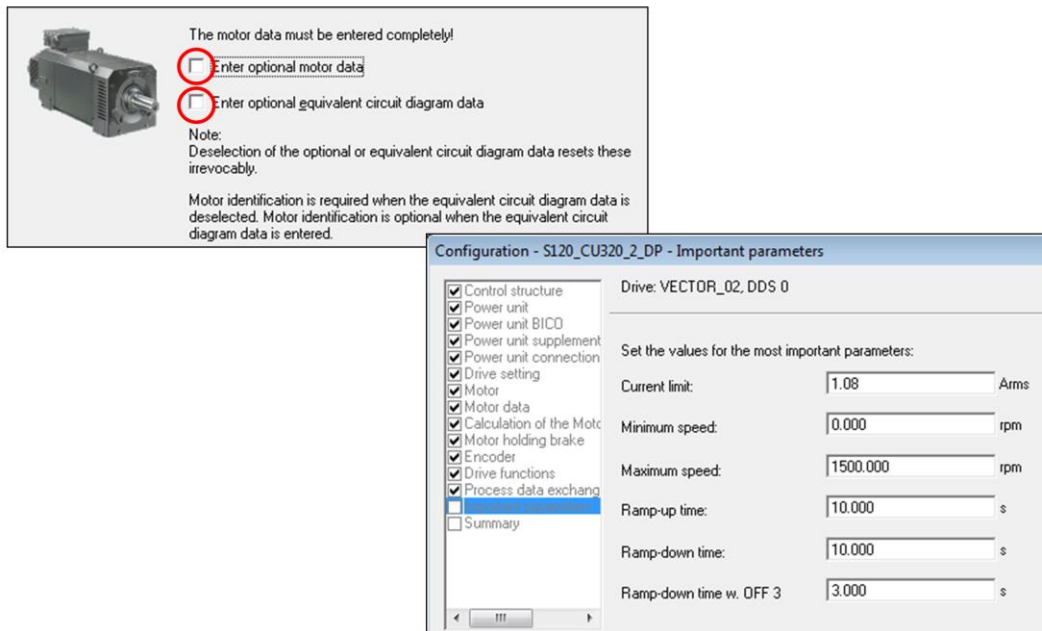 The motor data must be entered completely!
Enter optional motor data
Enter optional equivalent circuit diagram data
Note:
Deselection of the optional or equivalent circuit diagram data resets these
irrevocably.
Motor identification is required when the equivalent circuit diagram data is
deselected. Motor identification is optional when the equivalent circuit
diagram data is entered.
Configuration - S120_CU320_2_DP - Important parameters
Control structure
Power unit
Power unit BICO
Power unit supplement
Power unit connection
Drive setting
Motor
Motor data
Calculation of the Moto
Motor holding brake
Encoder
Drive functions
Process data exchang
Summary
Drive: VECTOR_02, DDS 0
Set the values for the most important parameters:
Current limit: 1.08 Arms
Minimum speed: 0.000 rpm
Maximum speed: 1500.000 rpm
Ramp-up time: 10.000 s
Ramp-down time: 10.000 s
Ramp-down time w. OFF 3 3.000 s